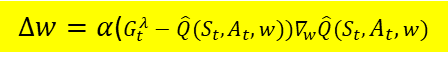 Δw = α(G_t^λ − Q̂(S_t, A_t, w))∇_w Q̂(S_t, A_t, w)